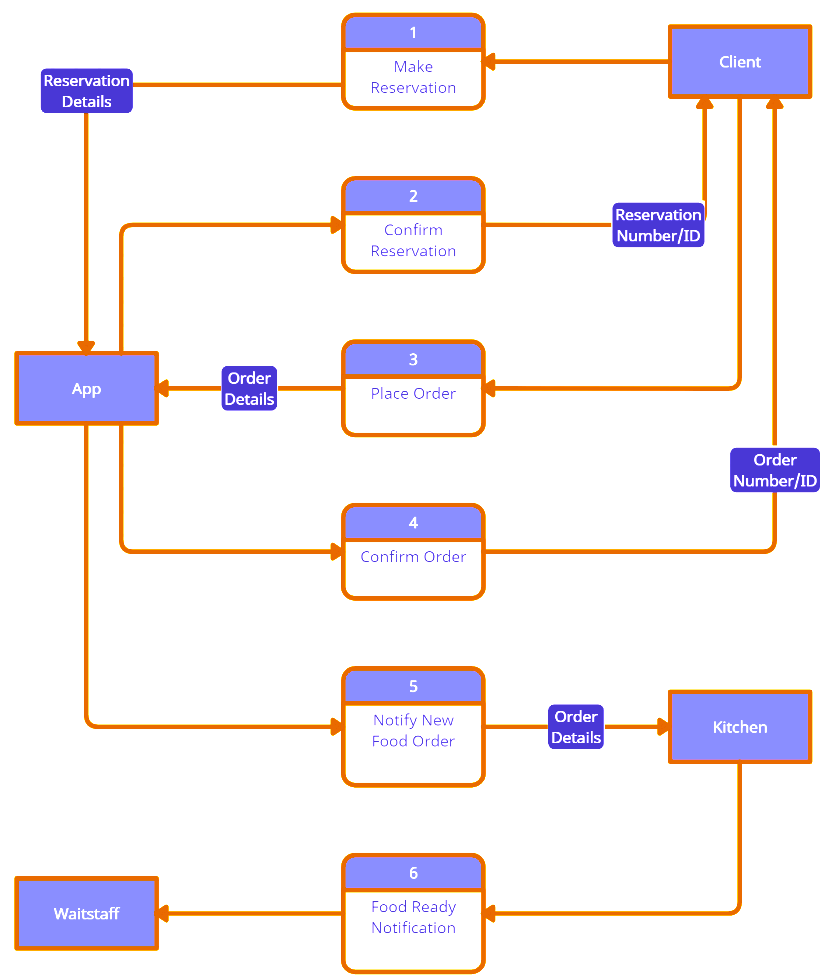 1
Make
Reservation
Client
Reservation
Details
2
Confirm
Reservation
Reservation
Number/ID
3
Place Order
App
Order
Details
Order
Number/ID
4
Confirm Order
5
Notify New
Food Order
Order
Details
Kitchen
6
Food Ready
Notification
Waitstaff